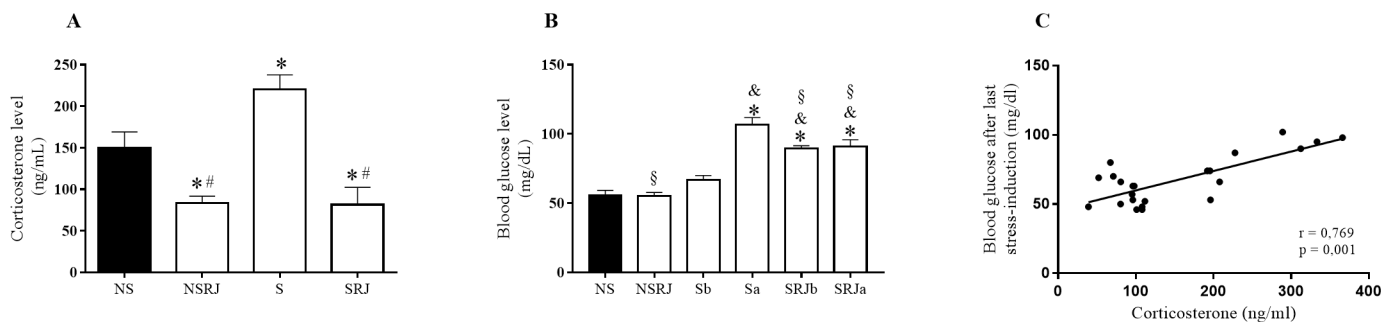 A
Corticosterone level
(ng/mL)
250
200
150
100
50
0
*
* #
*
* #
NS
NSRJ
S
SRJ
B
Blood glucose level
(mg/dL)
150
100
50
0
§
&
*
§
&
*
§
&
*
NS
NSRJ
Sb
Sa
SRJb
SRJa
C
Blood glucose after last
stress-induction (mg/dl)
150
100
50
0
r = 0,769
p = 0,001
0
100
200
300
400
Corticosterone (ng/ml)